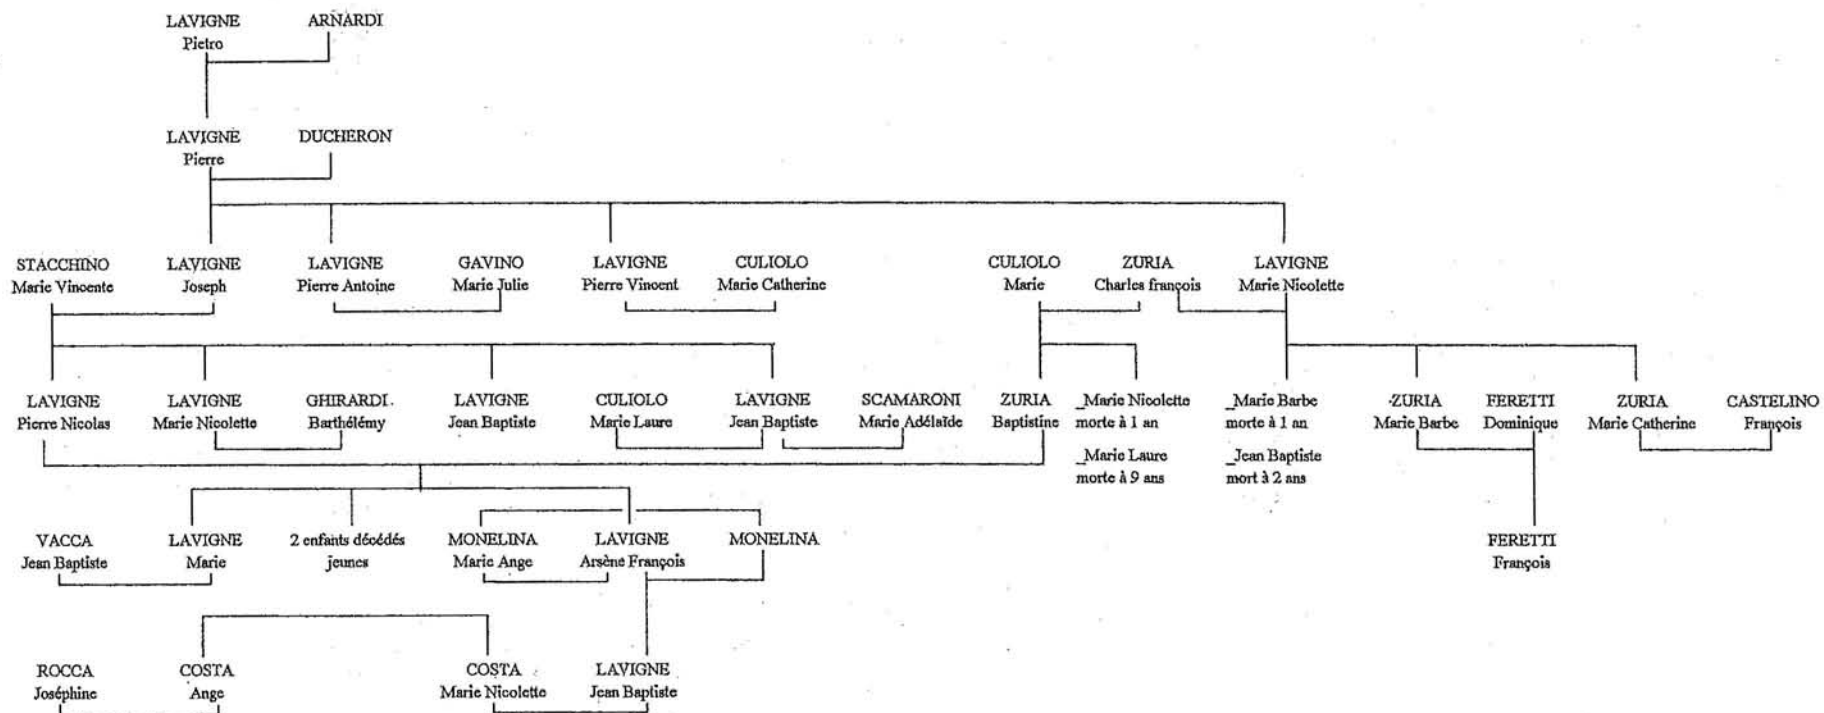 LAVIGNE ARNARDI
Pietro
LAVIGNE DUCHERON
Pierre
STACCHINO LAVIGNE LAVIGNE GAVINO LAVIGNE CULIOLO CULIOLO ZURIA LAVIGNE
Marie Vincente Joseph Pierre Antoine Marie Julie Pierre Vincent Marie Catherine Marie Charles françois Marie Nicolette
LAVIGNE LAVIGNE GHIRARDI LAVIGNE CULIOLO LAVIGNE SCAMARONI ZURIA _Marie Nicolette _Marie Barbe ZURIA FERETTI ZURIA CASTELINO
Pierre Nicolas Marie Nicolette Barthélémy Jean Baptiste Marie Laure Jean Baptiste Marie Adélaïde Baptistine morte à 1 an morte à 1 an Marie Barbe Dominique Marie Catherine François
_Marie Laure _Jean Baptiste
morte à 9 ans mort à 2 ans
VACCA LAVIGNE 2 enfants décédés MONELINA LAVIGNE MONELINA FERETTI
Jean Baptiste Marie jeunes Marie Ange Arsène François François
ROCCA COSTA COSTA LAVIGNE
Joséphine Ange Marie Nicolette Jean Baptiste